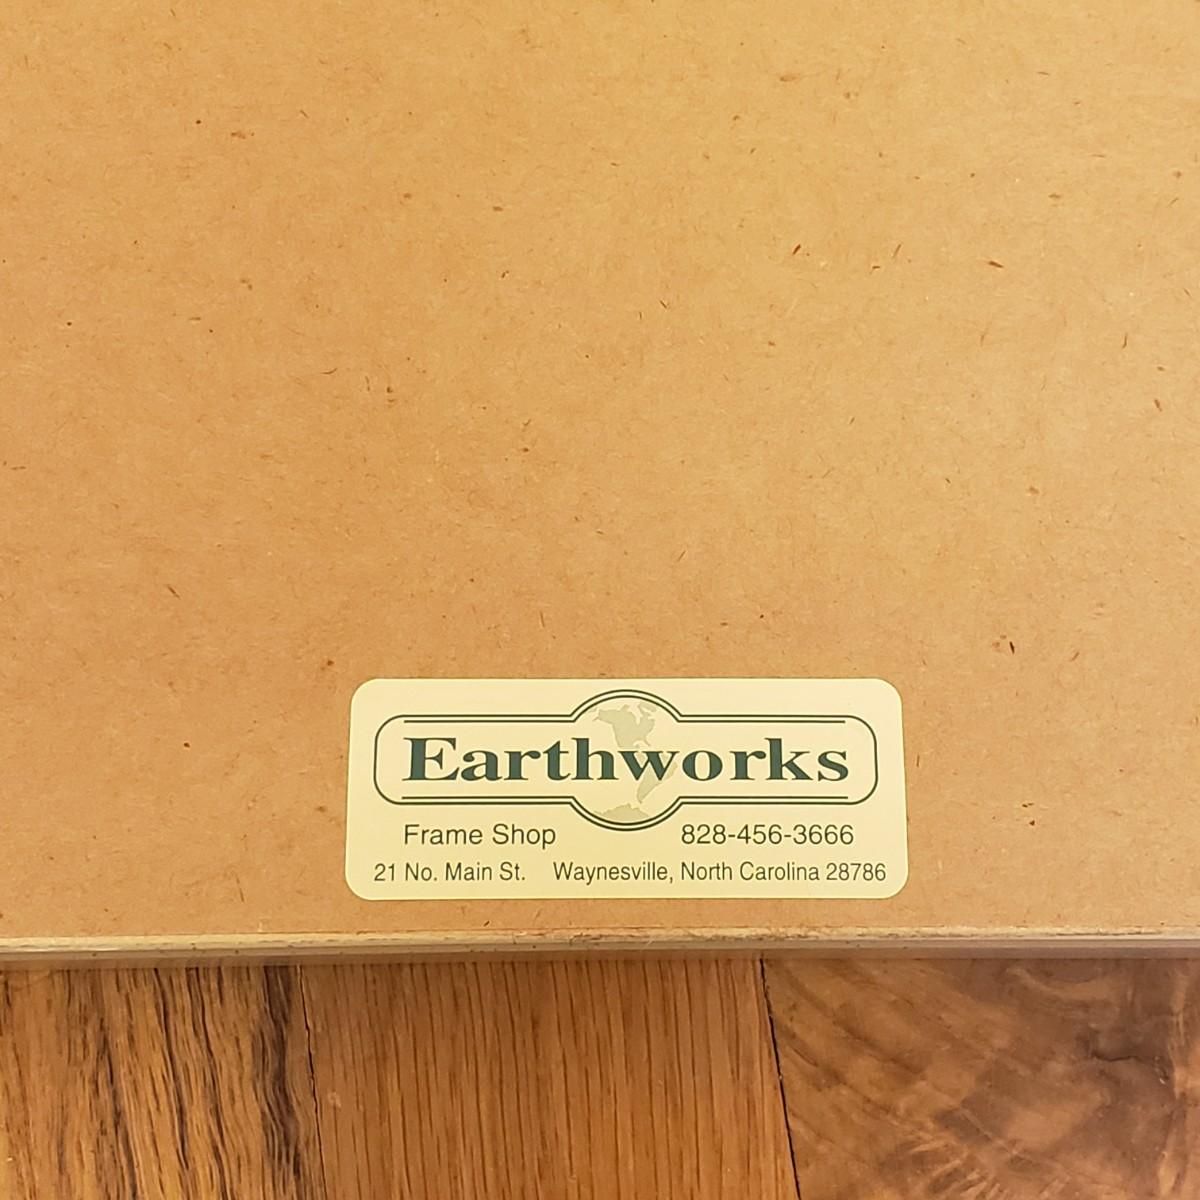 Earthworks
Frame Shop 828-456-3666
21 No. Main St. Waynesville, North Carolina 28786